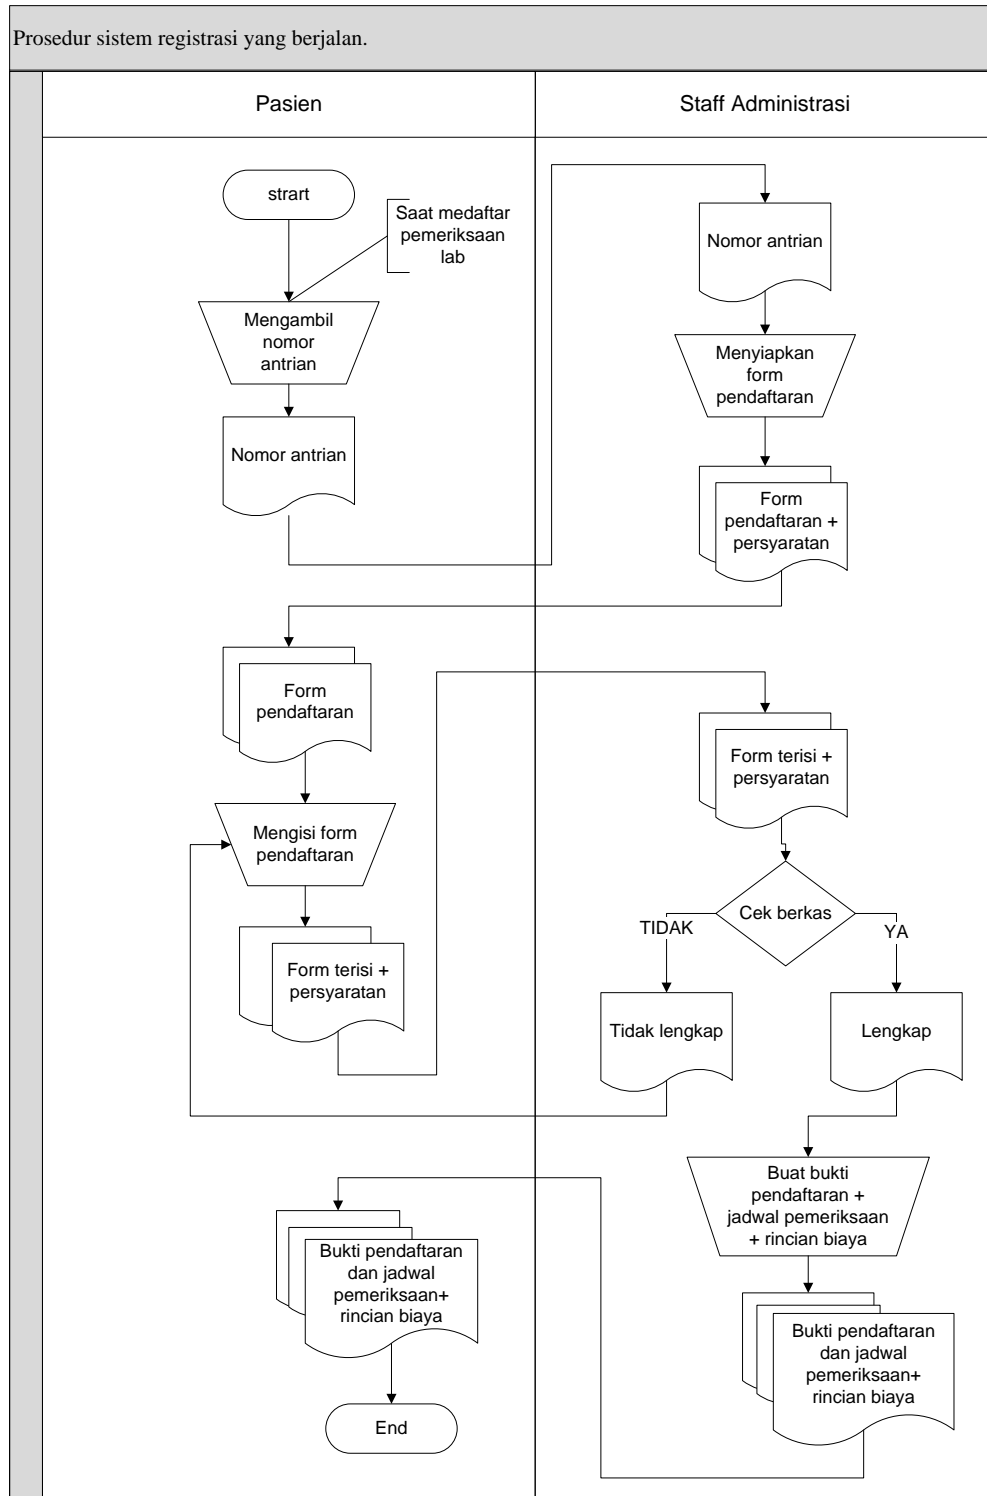 Prosedur sistem registrasi yang berjalan.
Pasien
Staff Administrasi
strart
Saat medaftar
pemeriksaan
lab
Mengambil
nomor
antrian
Nomor antrian
Nomor antrian
Menyiapkan
form
pendaftaran
Form
pendaftaran +
persyaratan
Form
pendaftaran
Mengisi form
pendaftaran
Form terisi +
persyaratan
Form terisi +
persyaratan
Cek berkas
TIDAK
YA
Tidak lengkap
Lengkap
Buat bukti
pendaftaran +
jadwal pemeriksaan
+ rincian biaya
Bukti pendaftaran
dan jadwal
pemeriksaan+
rincian biaya
Bukti pendaftaran
dan jadwal
pemeriksaan+
rincian biaya
End